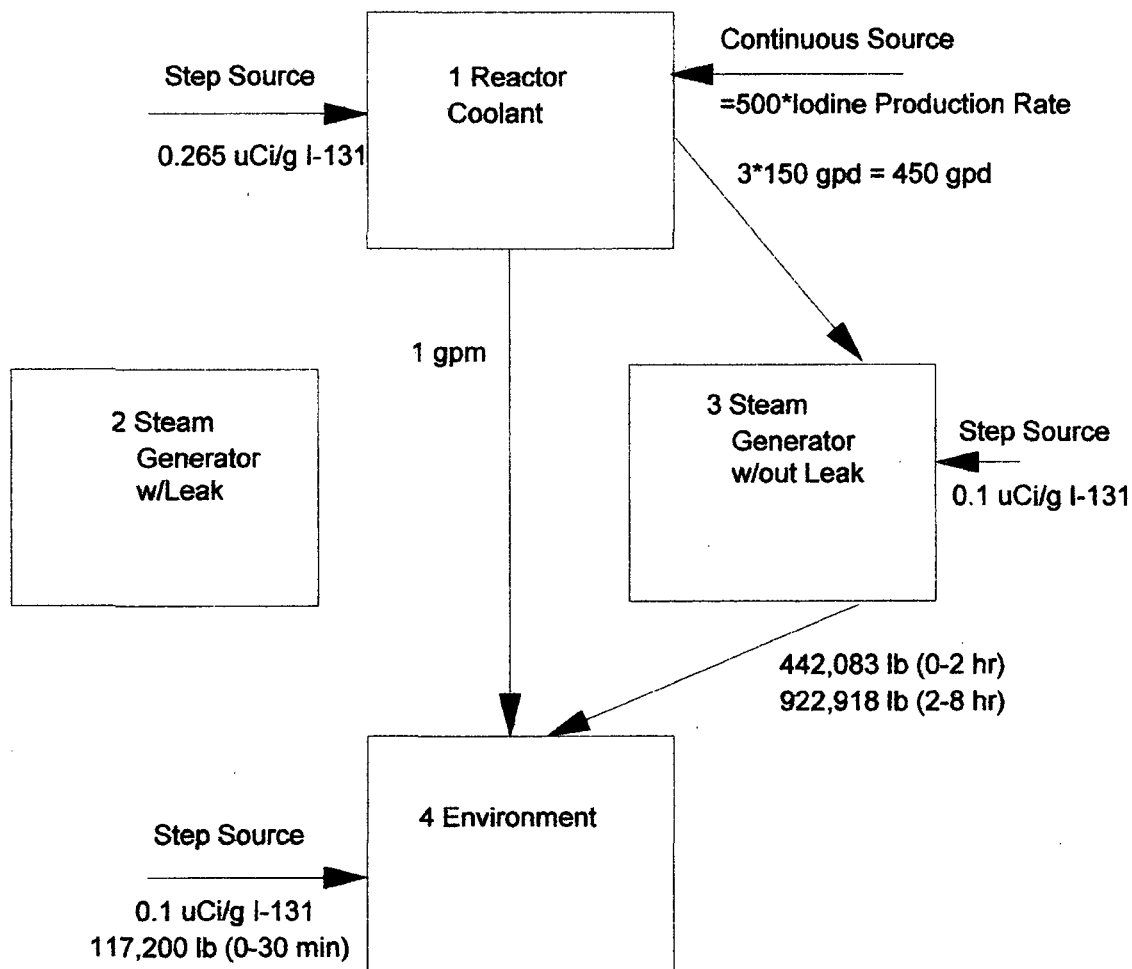 Step Source
0.265 uCi/g I-131
1 Reactor
Coolant
Continuous Source
=500*Iodine Production Rate
3*150 gpd = 450 gpd
1 gpm
2 Steam
Generator
w/Leak
3 Steam
Generator
w/out Leak
Step Source
0.1 uCi/g I-131
442,083 lb (0-2 hr)
922,918 lb (2-8 hr)
4 Environment
Step Source
0.1 uCi/g I-131
117,200 lb (0-30 min)